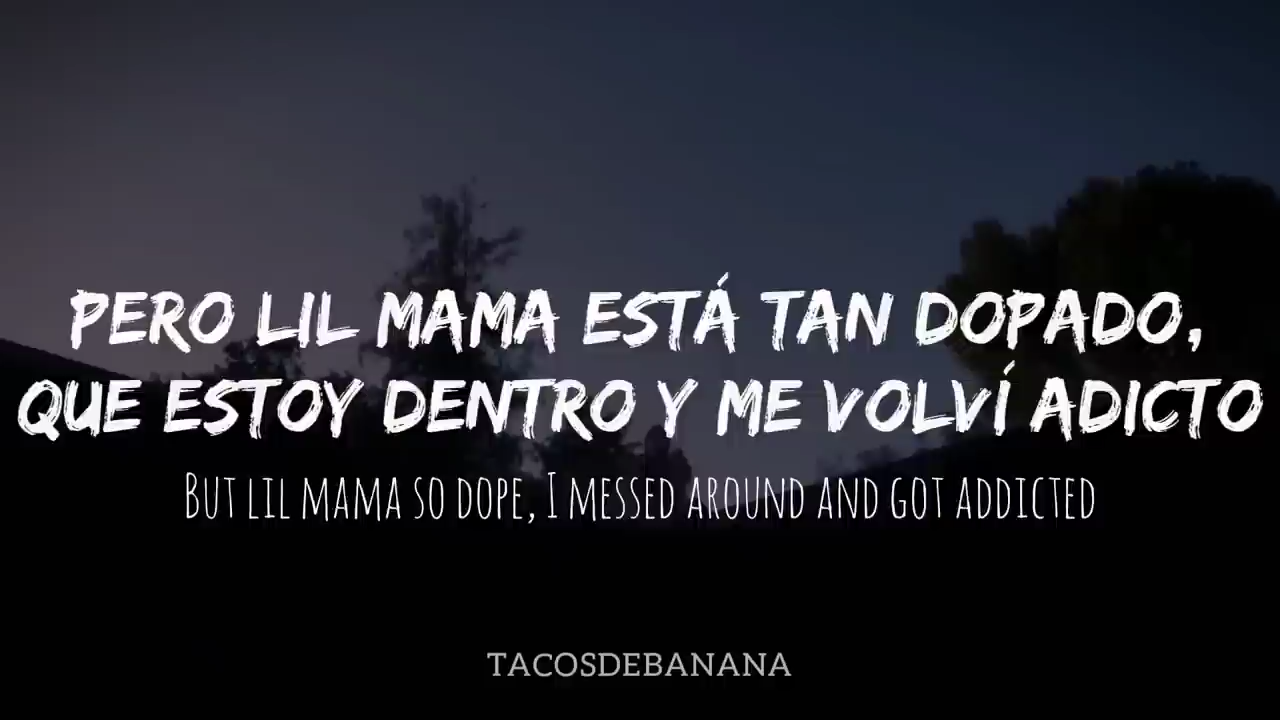 PERO LIL MAMA ESTÁ TAN DOPADO,
QUE ESTOY DENTRO Y ME VOLVÍ ADICTO
BUT LIL MAMA SO DOPE, I MESSED AROUND AND GOT ADDICTED
TACOSDEBANANA